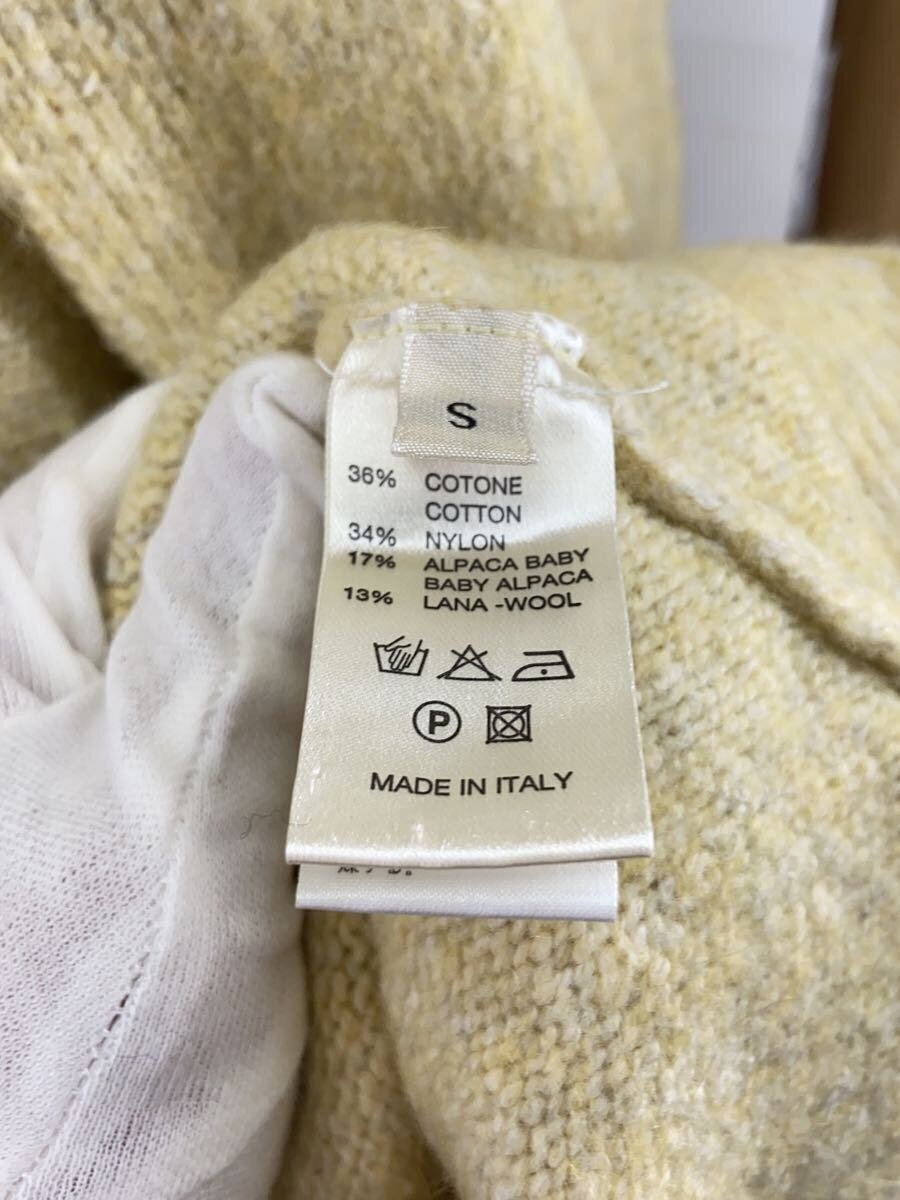 S
36% COTONE
COTTON
34% NYLON
17% ALPACA BABY
BABY ALPACA
13% LANA -WOOL
P
MADE IN ITALY